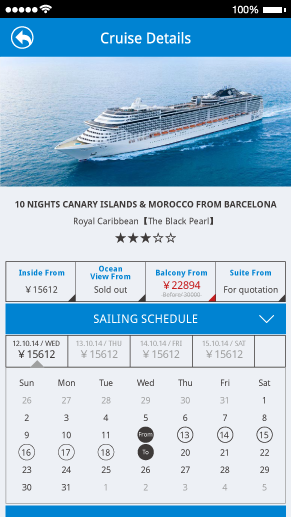 100%
Cruise Details
10 NIGHTS CANARY ISLANDS & MOROCCO FROM BARCELONA
Royal Caribbean【The Black Pearl】
Inside From Ocean View From Balcony From Suite From
¥15612 Sold out ¥22894 For quotation
Before 30000
SAILING SCHEDULE
12.10.14 / WED 13.10.14 / THU 14.10.14 / FRI 15.10.14 / SAT
¥15612 ¥15612 ¥15612 ¥15612
Sun Mon Tue Wed Thu Fri Sat
26 27 28 29 30 31 1
2 3 4 5 6 7 8
9 10 11 From 13 14 15
16 17 18 To 20 21 22
23 24 25 26 27 28 29
30 31 1 2 3 4 5